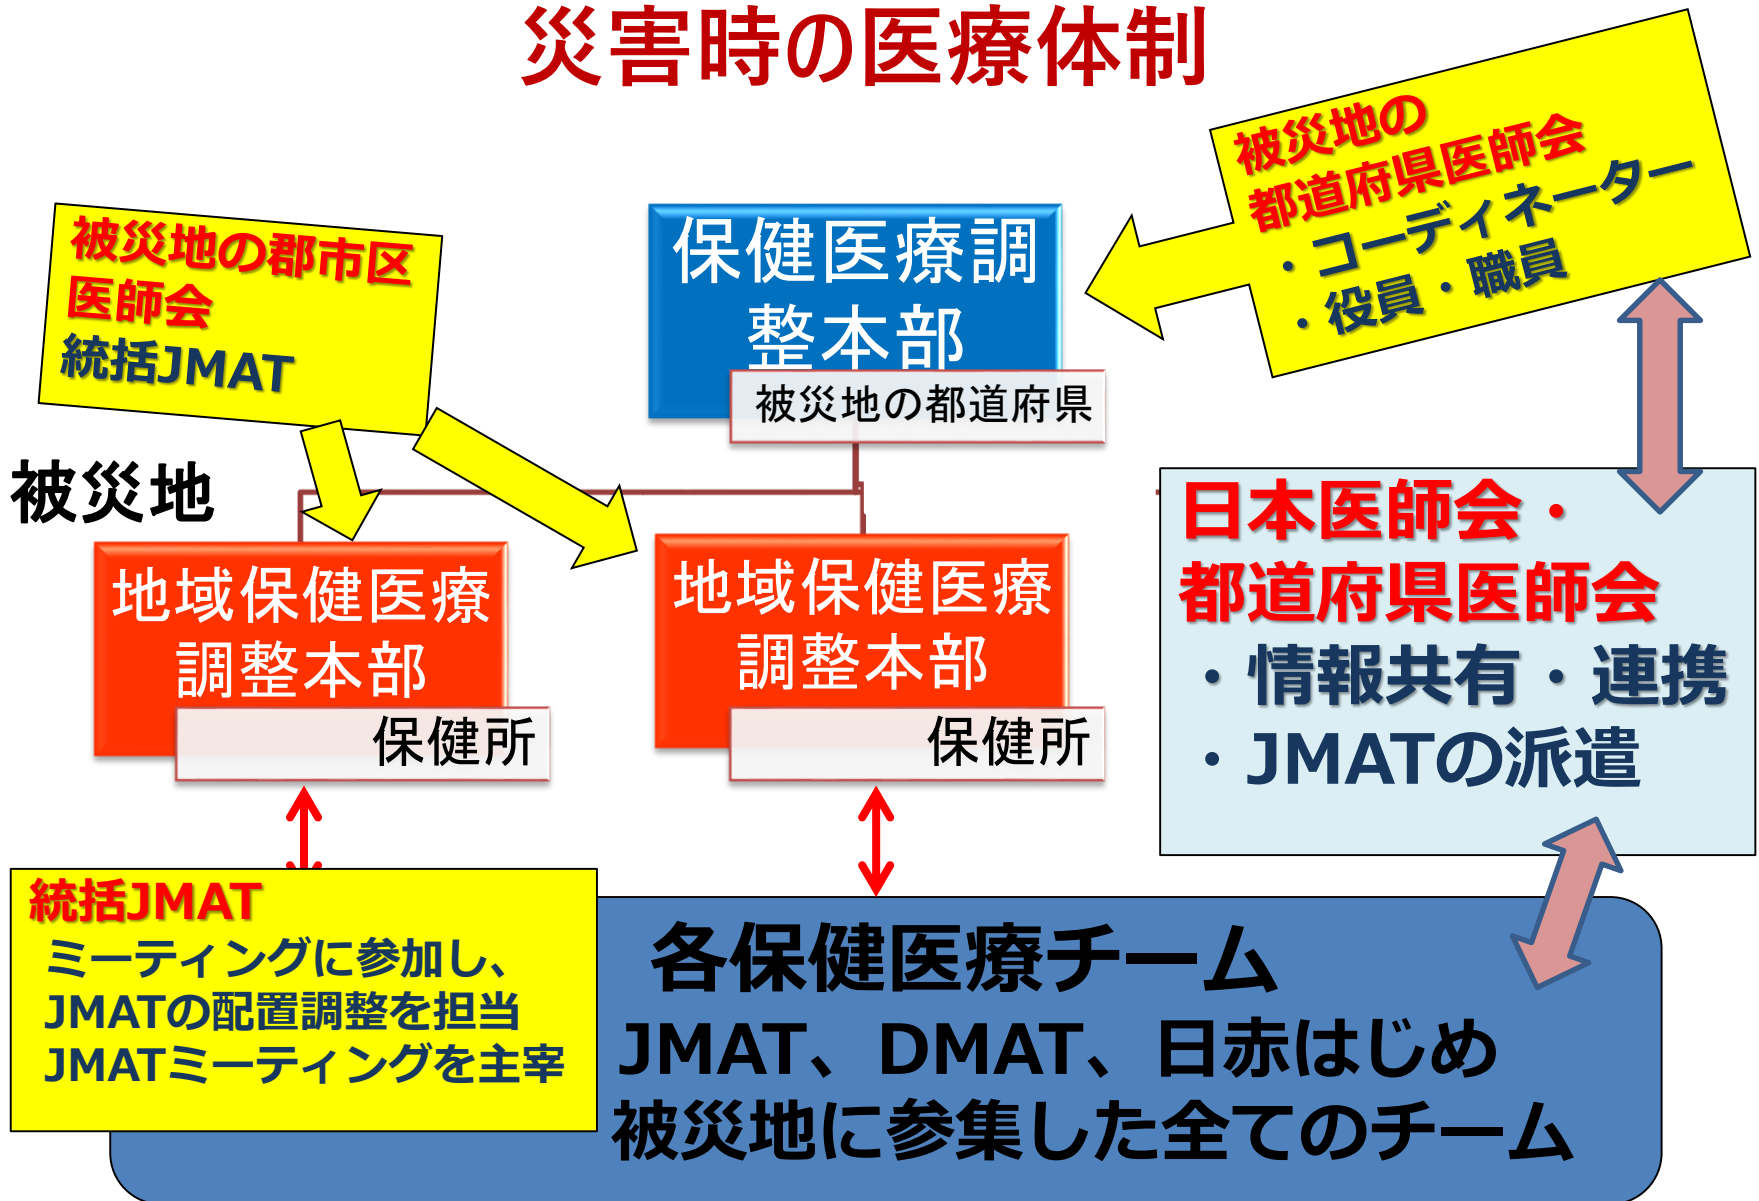 災害時の医療体制
被災地の
都道府県医師会
・コーディネーター
・役員・職員
被災地の郡市区
医師会
統括JMAT
保健医療調
整本部
被災地の都道府県
被災地
地域保健医療
調整本部
保健所
地域保健医療
調整本部
保健所
日本医師会・
都道府県医師会
・情報共有・連携
・JMATの派遣
統括JMAT
ミーティングに参加し、
JMATの配置調整を担当
JMATミーティングを主宰
各保健医療チーム
JMAT、DMAT、日赤はじめ
被災地に参集した全てのチーム